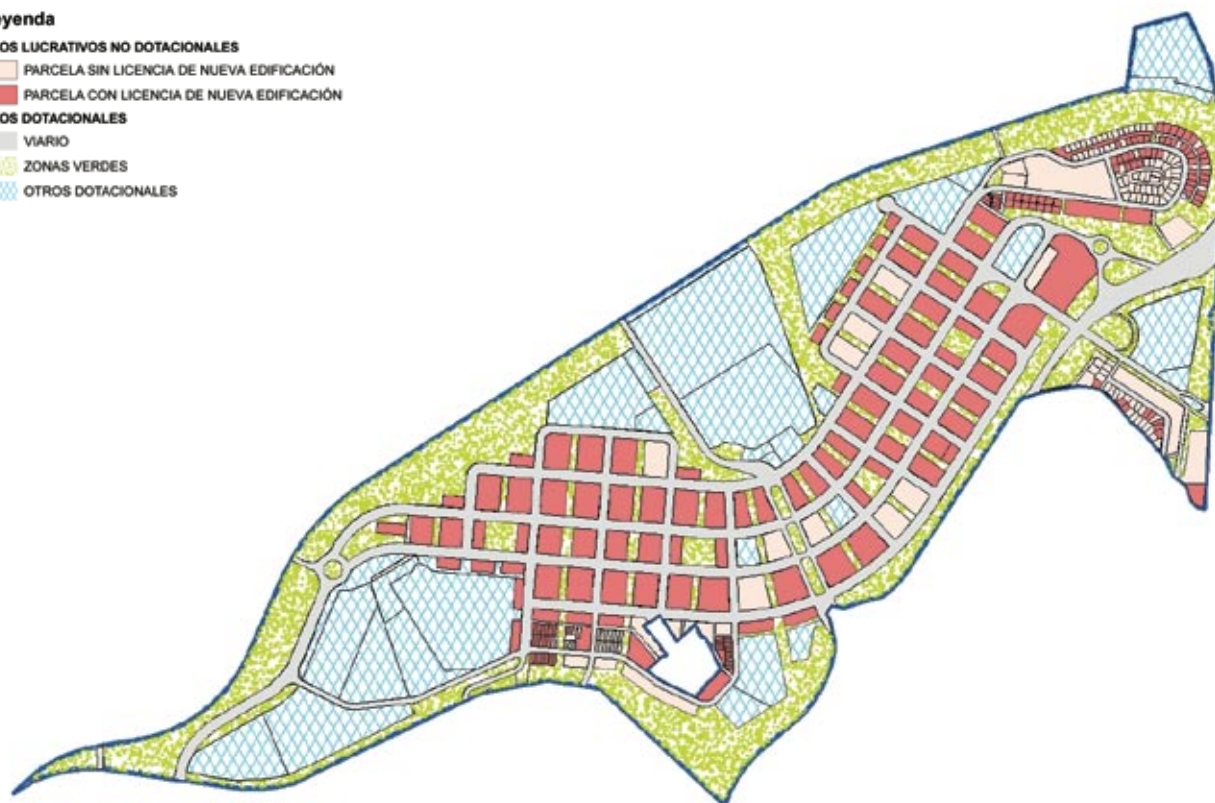 eyenda
OS LUCRATIVOS NO DOTACIONALES
PARCELA SIN LICENCIA DE NUEVA EDIFICACIÓN
PARCELA CON LICENCIA DE NUEVA EDIFICACIÓN
OS DOTACIONALES
VIARIO
ZONAS VERDES
OTROS DOTACIONALES